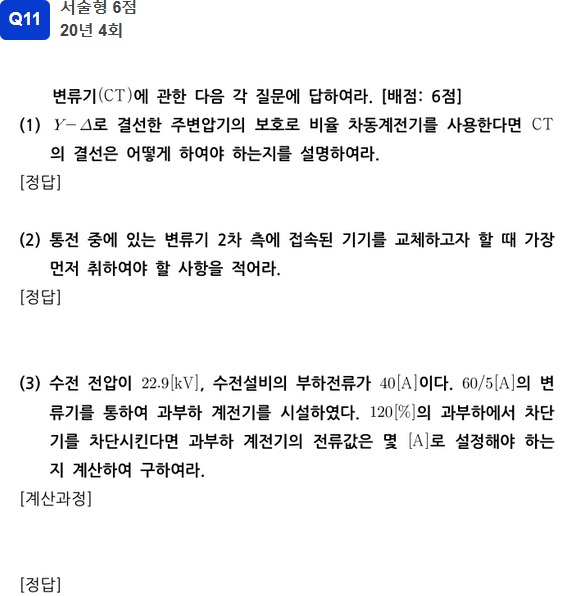 Q11
서술형 6점
20년 4회
변류기(CT)에 관한 다음 각 질문에 답하여라. [배점: 6점]
(1) Y−Δ로 결선한 주변압기의 보호로 비율 차동계전기를 사용한다면 CT
의 결선은 어떻게 하여야 하는지를 설명하여라.
[정답]
(2) 통전 중에 있는 변류기 2차 측에 접속된 기기를 교체하고자 할 때 가장
먼저 취하여야 할 사항을 적어라.
[정답]
(3) 수전 전압이 22.9[kV], 수전설비의 부하전류가 40[A]이다. 60/5[A]의 변
류기를 통하여 과부하 계전기를 시설하였다. 120[%]의 과부하에서 차단
기를 차단시킨다면 과부하 계전기의 전류값은 몇 [A]로 설정해야 하는
지 계산하여 구하여라.
[계산과정]
[정답]